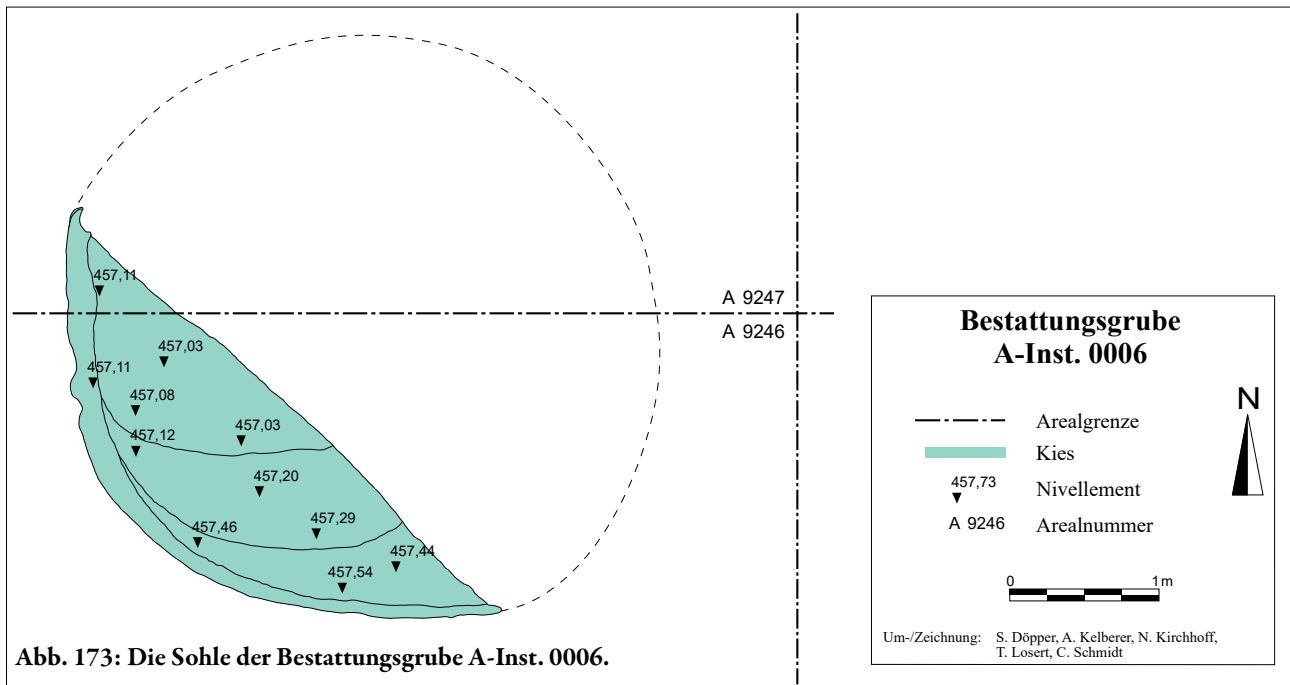 457,11
A 9247
A 9246
457,03
457,11
457,08
457,03
457,12
457,20
457,29
457,46
457,44
457,54
Abb. 173: Die Sohle der Bestattungsgrube A-Inst. 0006.
Bestattungsgrube
A-Inst. 0006
N
Arealgrenze
Kies
457,73 Nivellement
A 9246 Arealnummer
0 1 m
Um-/Zeichnung: S. Döpper, A. Kelberer, N. Kirchhoff,
T. Losert, C. Schmidt